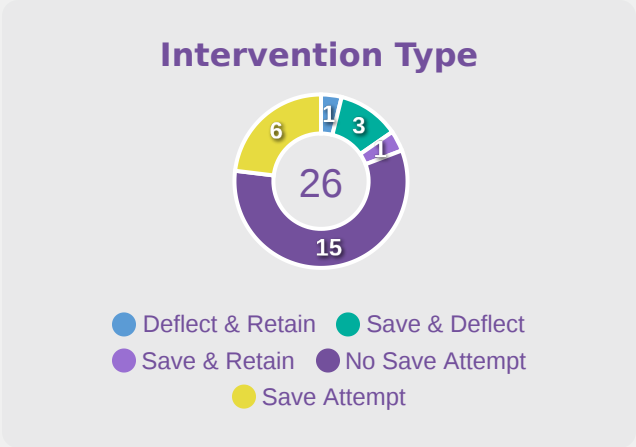 Intervention Type
1
3
6
1
26
15
Deflect & Retain
Save & Deflect
Save & Retain
No Save Attempt
Save Attempt